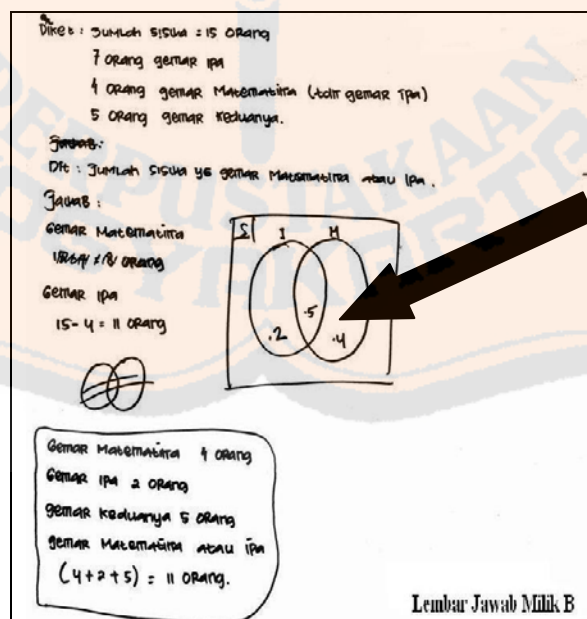 Diket : Jumlah siswa = 15 orang
7 orang gemar ipa
4 orang gemar Matematika (tdk gemar ipa)
5 orang gemar keduanya.
Jawab:
Dit : Jumlah siswa yg gemar Matematika atau IPA.
Jawab :
Gemar Matematika
orang
Gemar ipa
15 - 4 = 11 orang
S I M
.5
.2 .4
Gemar Matematika 4 orang
Gemar ipa 2 orang
gemar keduanya 5 orang
gemar Matematika atau ipa
(4+2+5) = 11 orang.
Lembar Jawab Milik B